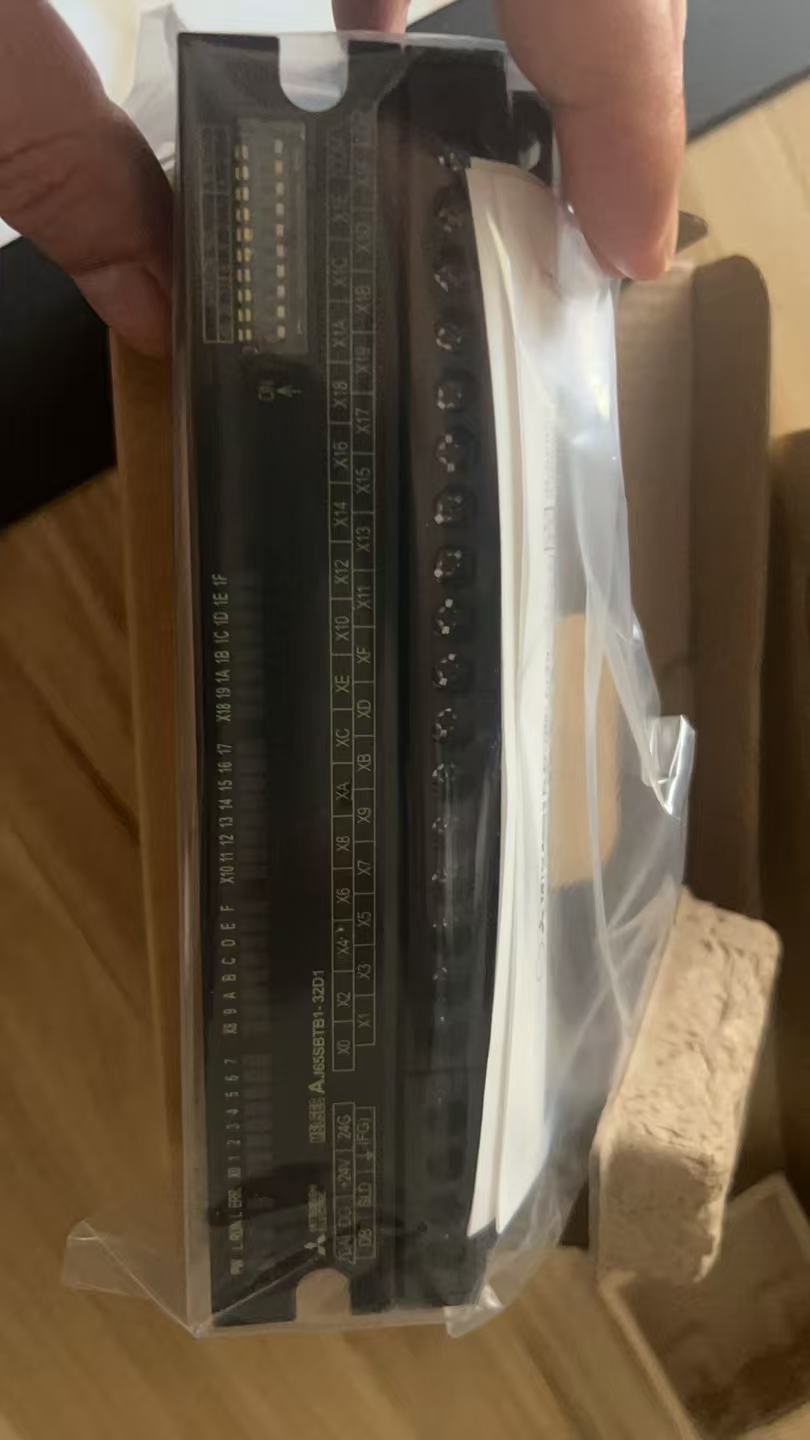 PW L RUN L ERR. X0 1 2 3 4 5 6 7 X8 9 A B C D E F X10 11 12 13 14 15 16 17 X18 19 1A 1B 1C 1D 1E 1F
ON
MELSEC AJ65SBTB1-32D1
DA DG +24V 24G
X0 X2 X4 X6 X8 XA XC XE X10 X12 X14 X16 X18 X1A X1C X1E
DB SLD (FG)
X1 X3 X5 X7 X9 XB XD XF X11 X13 X15 X17 X19 X1B X1D